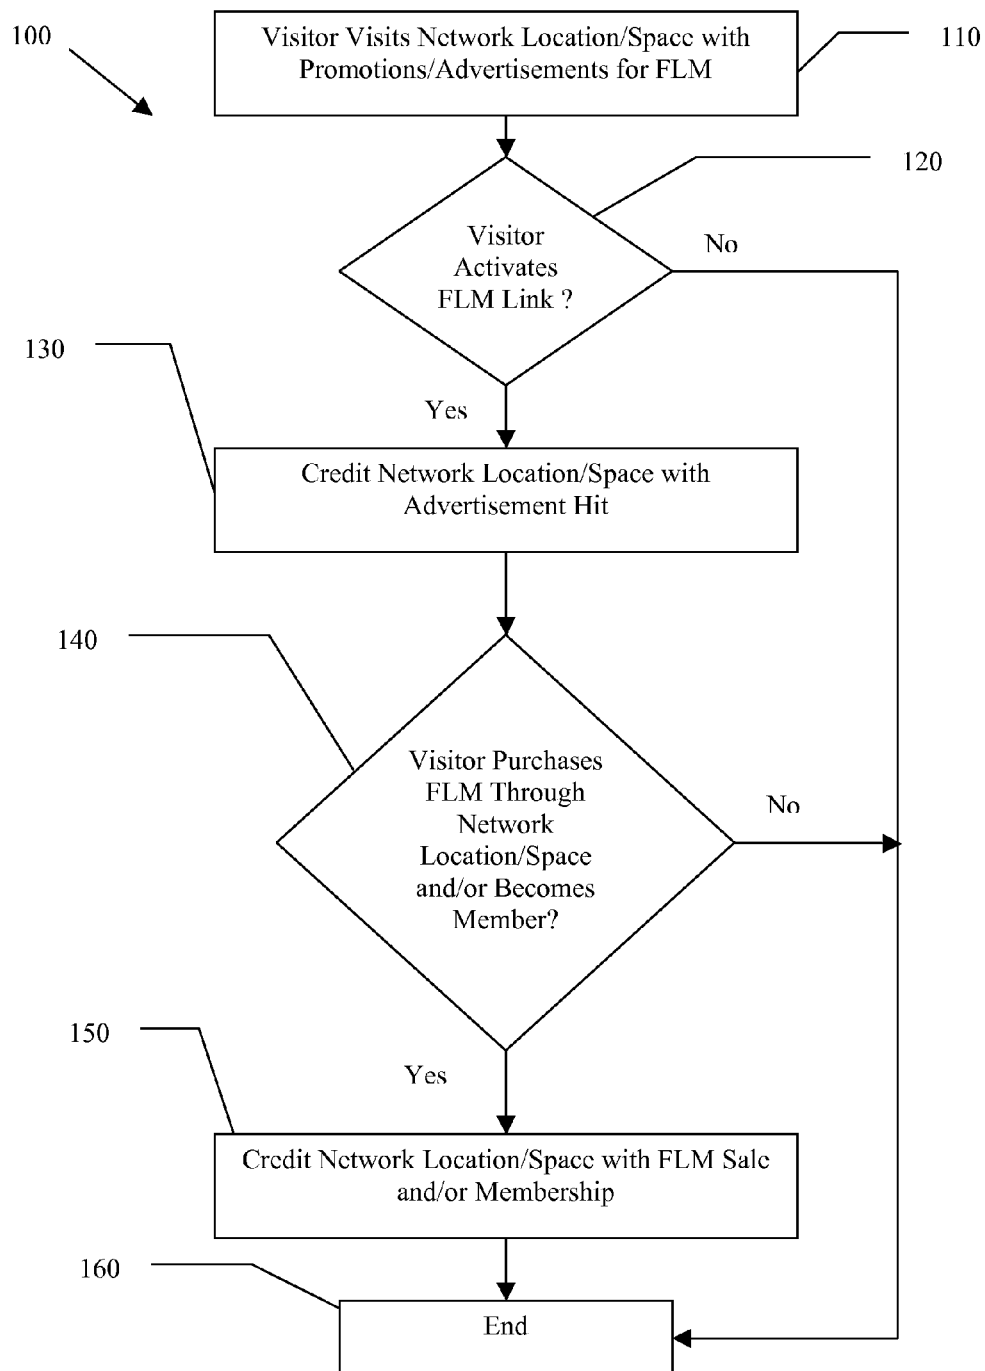 100
Visitor Visits Network Location/Space with
Promotions/Advertisements for FLM
110
120
Visitor
Activates
FLM Link ?
No
130
Yes
Credit Network Location/Space with
Advertisement Hit
140
Visitor Purchases
FLM Through
Network
Location/Space
and/or Becomes
Member?
No
150
Yes
Credit Network Location/Space with FLM Sale
and/or Membership
160
End